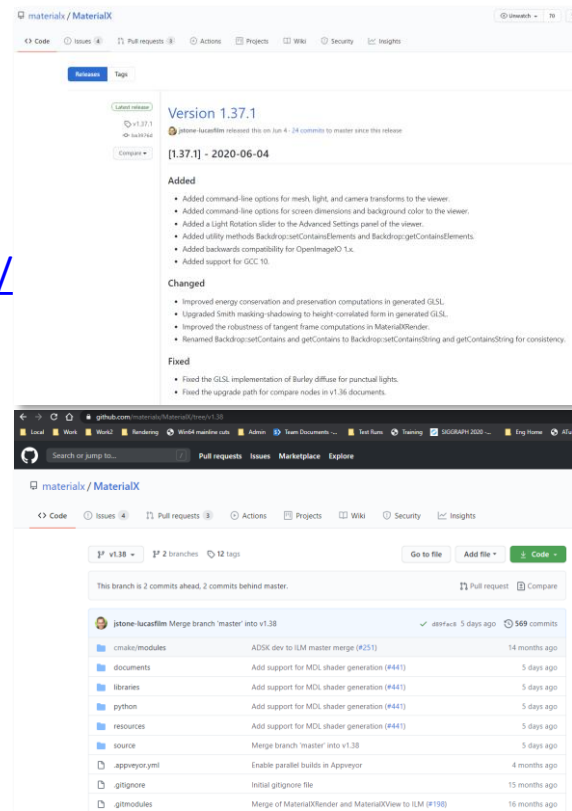 materialx / MaterialX
Unwatch 70
Code Issues 4 Pull requests 3 Actions Projects Wiki Security Insights
Releases Tags
Latest release
v1.37.1
Compare
Version 1.37.1
jstone-lucasfilm released this on Jun 4 · 24 commits to master since this release
[1.37.1] - 2020-06-04
Added
• Added command-line options for mesh, light, and camera transforms to the viewer.
• Added command-line options for screen dimensions and background color to the viewer.
• Added a Light Rotation slider to the Advanced Settings panel of the viewer.
• Added utility methods Backdrop::setContainsElements and Backdrop::getContainsElements.
• Added backwards compatibility for OpenImageIO 1.x.
• Added support for GCC 10.
/
Changed
• Improved energy conservation and preservation computations in generated GLSL.
• Upgraded Smith masking-shadowing to height-correlated form in generated GLSL.
• Improved the robustness of tangent frame computations in MaterialXRender.
• Renamed Backdrop::setContains and getContains to Backdrop::setContainsString and getContainsString for consistency.
Fixed
• Fixed the GLSL implementation of Burley diffuse for punctual lights.
• Fixed the upgrade path for compare nodes in v1.36 documents.
github.com/materialx/MaterialX/tree/v1.38
Local Work Work2 Rendering Win64 mainline cuts Admin Team Documents -... Test Runs Training SIGGRAPH 2020 -... Eng Home
Search or jump to... / Pull requests Issues Marketplace Explore
materialx / MaterialX
Code Issues 4 Pull requests 3 Actions Projects Wiki Security Insights
v1.38 2 branches 12 tags Go to file Add file Code
This branch is 2 commits ahead, 2 commits behind master. Pull request Compare
jstone-lucasfilm Merge branch 'master' into v1.38 5 days ago 569 commits
cmake/modules ADSK dev to ILM master merge (#251) 14 months ago
documents Add support for MDL shader generation (#441) 5 days ago
libraries Add support for MDL shader generation (#441) 5 days ago
python Add support for MDL shader generation (#441) 5 days ago
resources Add support for MDL shader generation (#441) 5 days ago
source Merge branch 'master' into v1.38 5 days ago
.appveyor.yml Enable parallel builds in Appveyor 4 months ago
.gitignore Initial gitignore file 15 months ago
.gitmodules Merge of MaterialXRender and MaterialXView to ILM (#198) 16 months ago